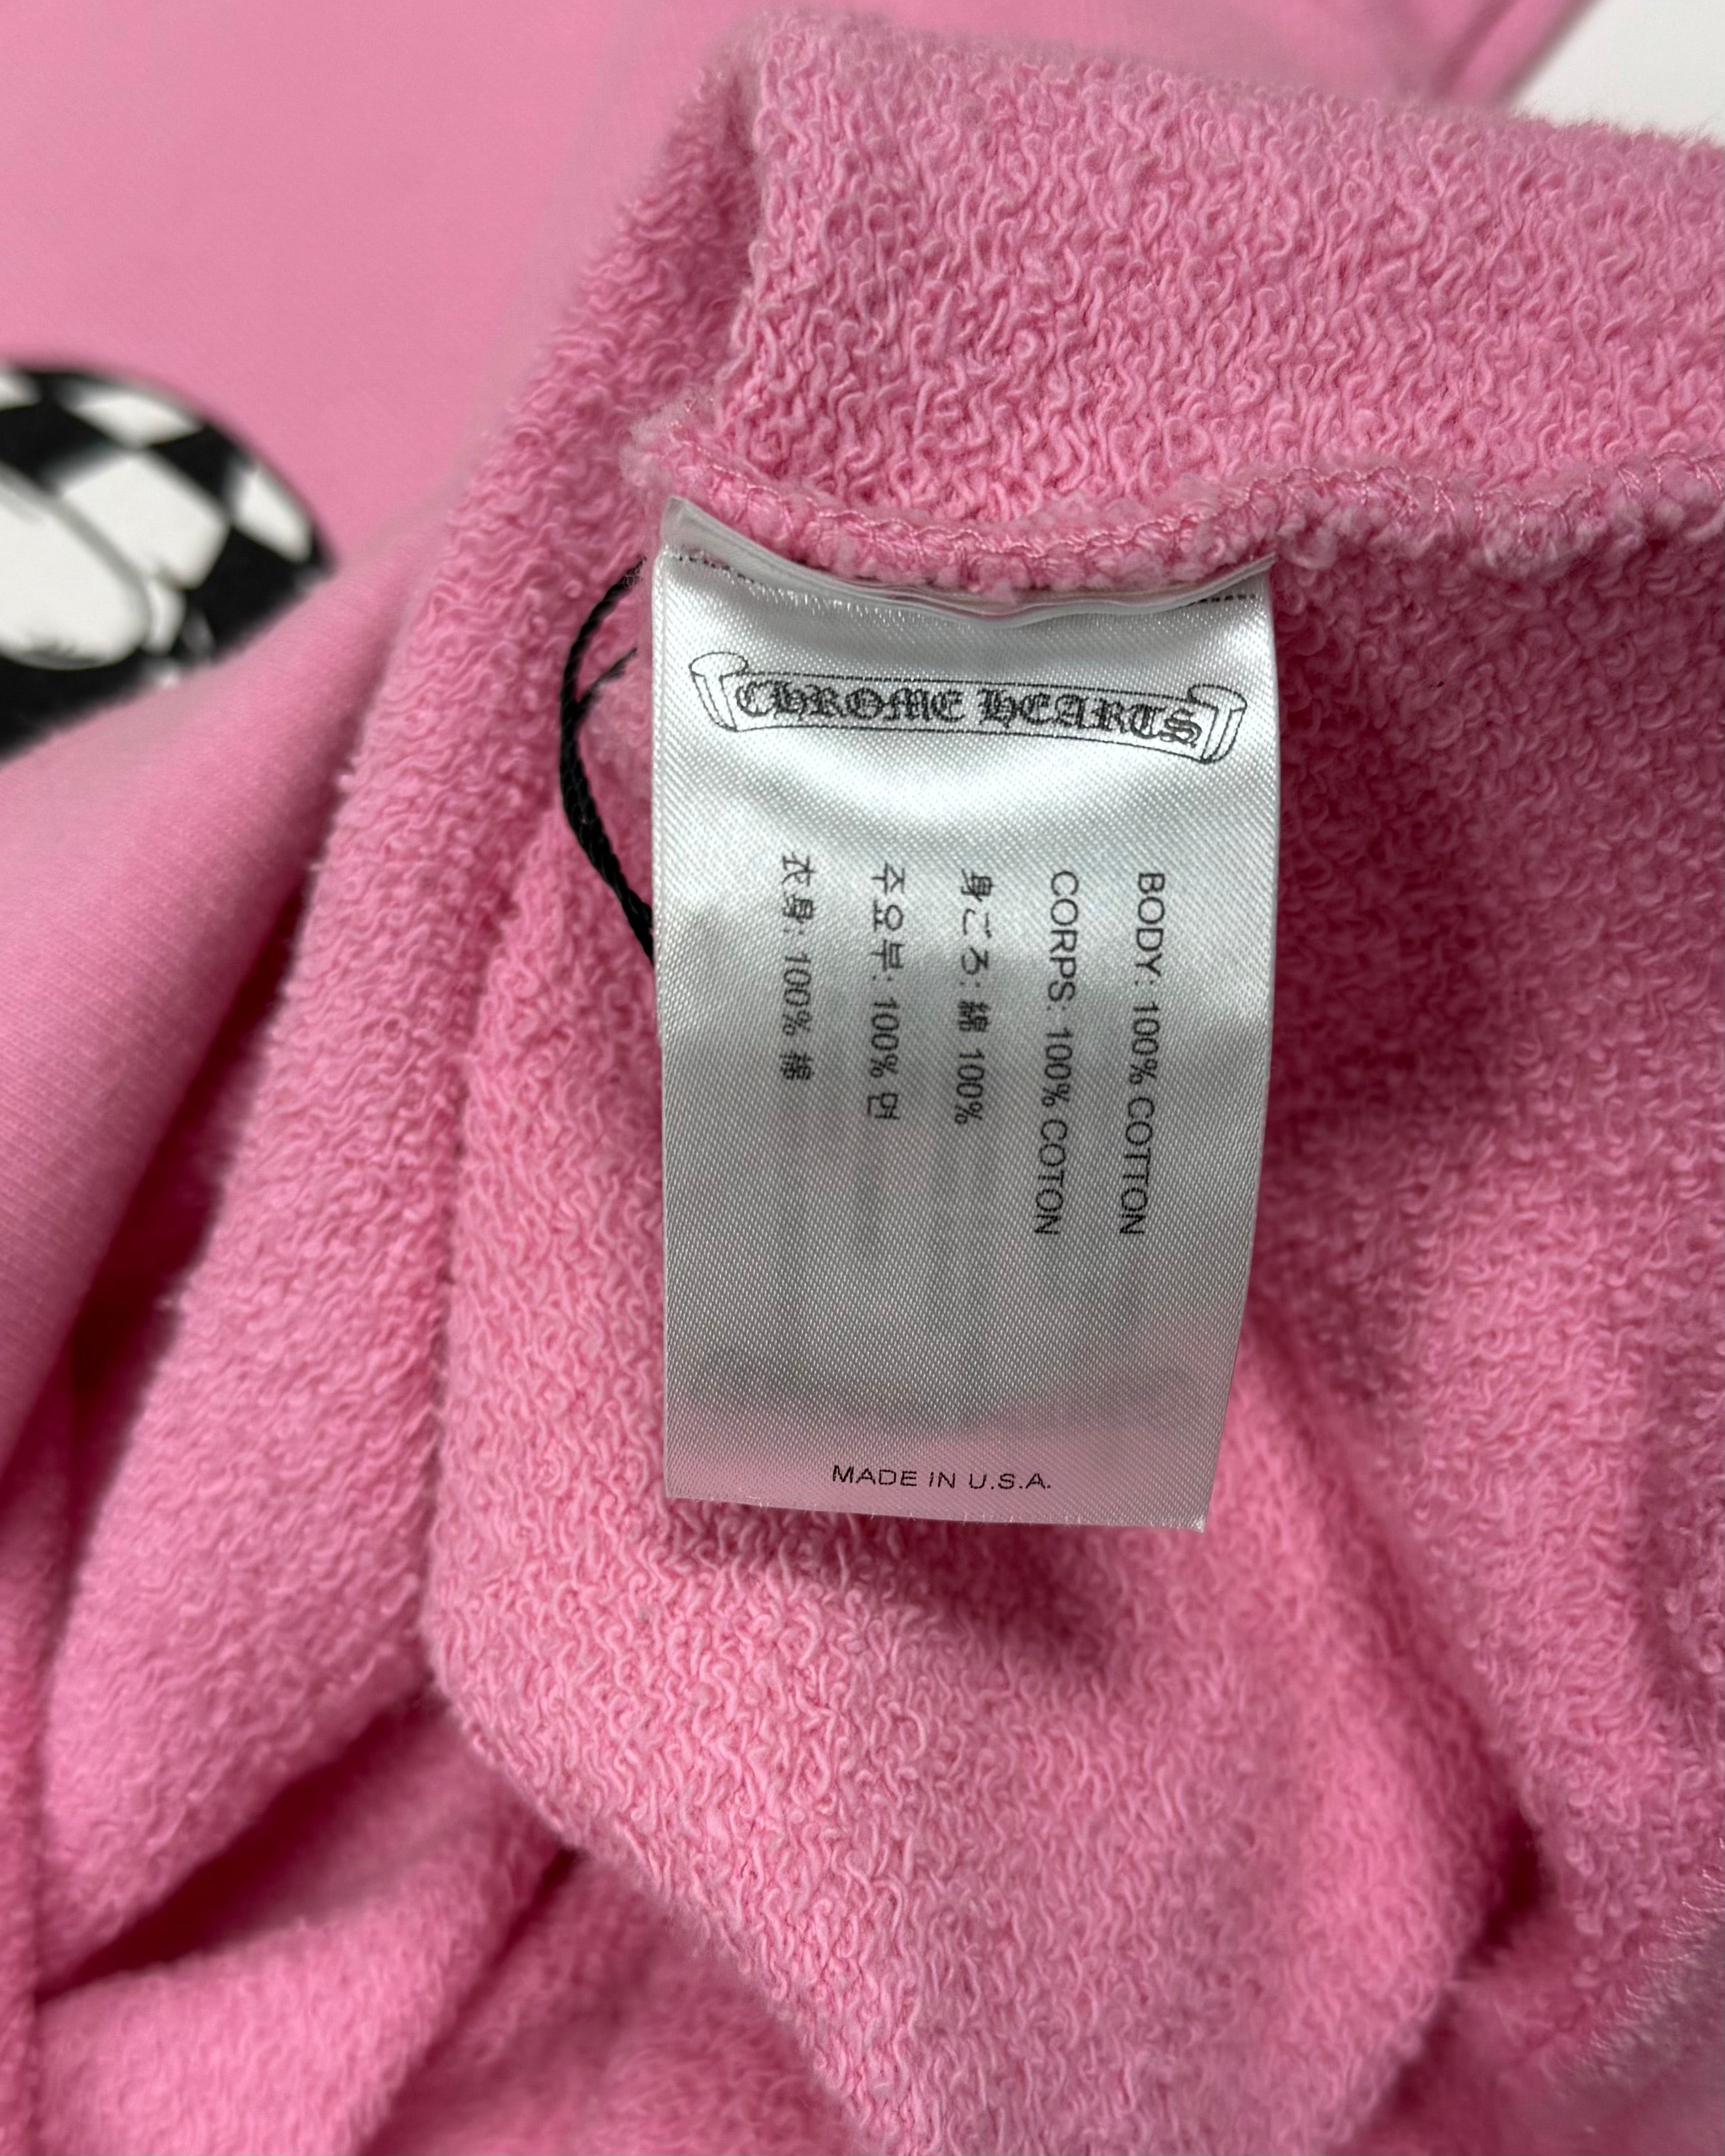 CHROME HEARTS
BODY: 100% COTTON
CORPS: 100% COTON
身ごろ: 綿 100%
주요부: 100% 면
衣身: 100% 棉
MADE IN U.S.A.